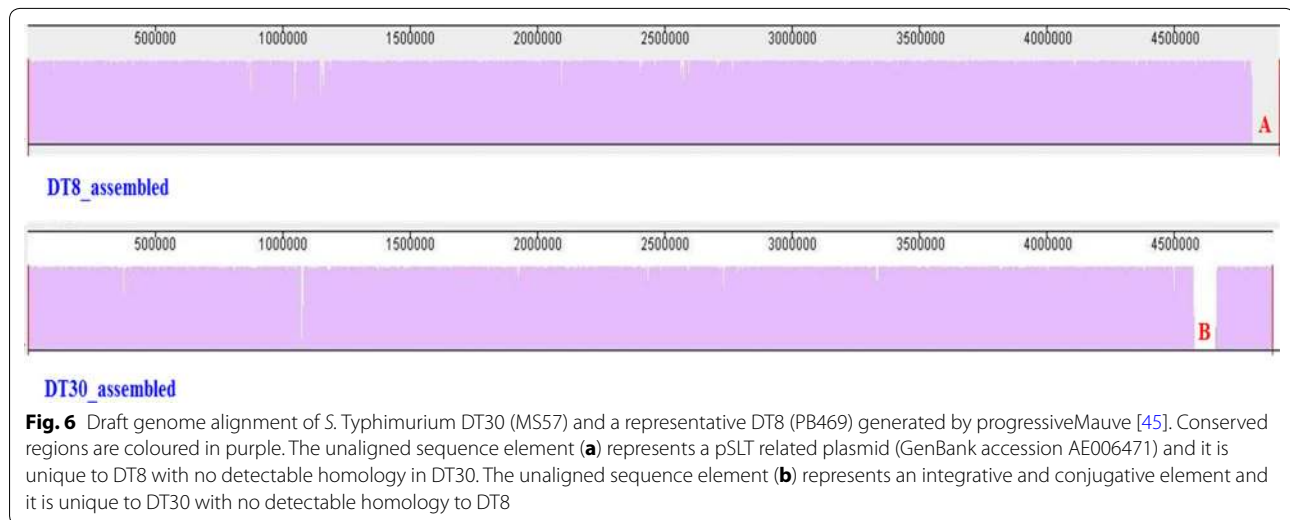 500000 1000000 1500000 2000000 2500000 3000000 3500000 4000000 4500000
A
DT8_assembled
500000 1000000 1500000 2000000 2500000 3000000 3500000 4000000 4500000
B
DT30_assembled
Fig. 6 Draft genome alignment of S. Typhimurium DT30 (MS57) and a representative DT8 (PB469) generated by progressiveMauve [45]. Conserved
regions are coloured in purple. The unaligned sequence element (a) represents a pSLT related plasmid (GenBank accession AE006471) and it is
unique to DT8 with no detectable homology in DT30. The unaligned sequence element (b) represents an integrative and conjugative element and
it is unique to DT30 with no detectable homology to DT8